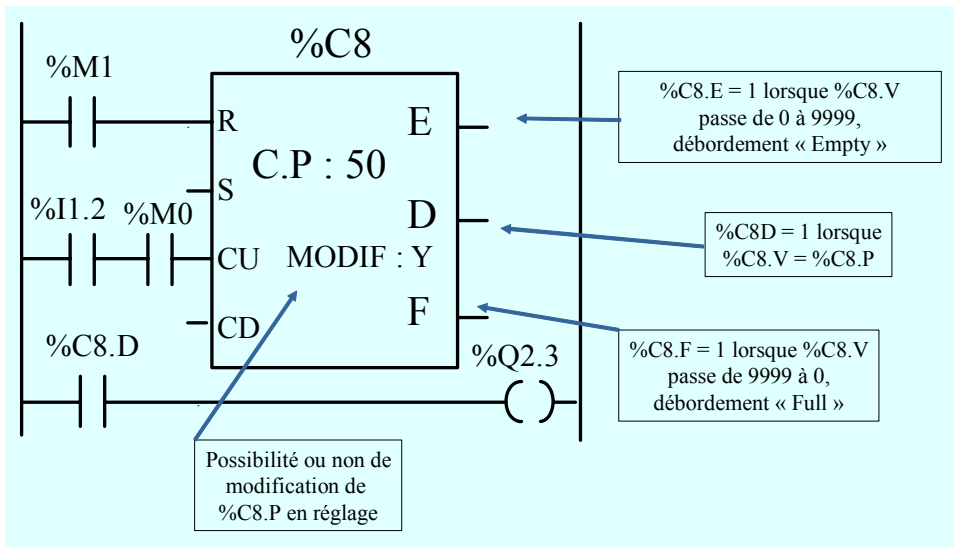 %C8
%M1
R
E
C.P : 50
S
%I1.2
%M0
D
CU
MODIF : Y
CD
F
%C8.D
%Q2.3
%C8.E = 1 lorsque %C8.V
passe de 0 à 9999,
débordement « Empty »
%C8D = 1 lorsque
%C8.V = %C8.P
%C8.F = 1 lorsque %C8.V
passe de 9999 à 0,
débordement « Full »
Possibilité ou non de
modification de
%C8.P en réglage